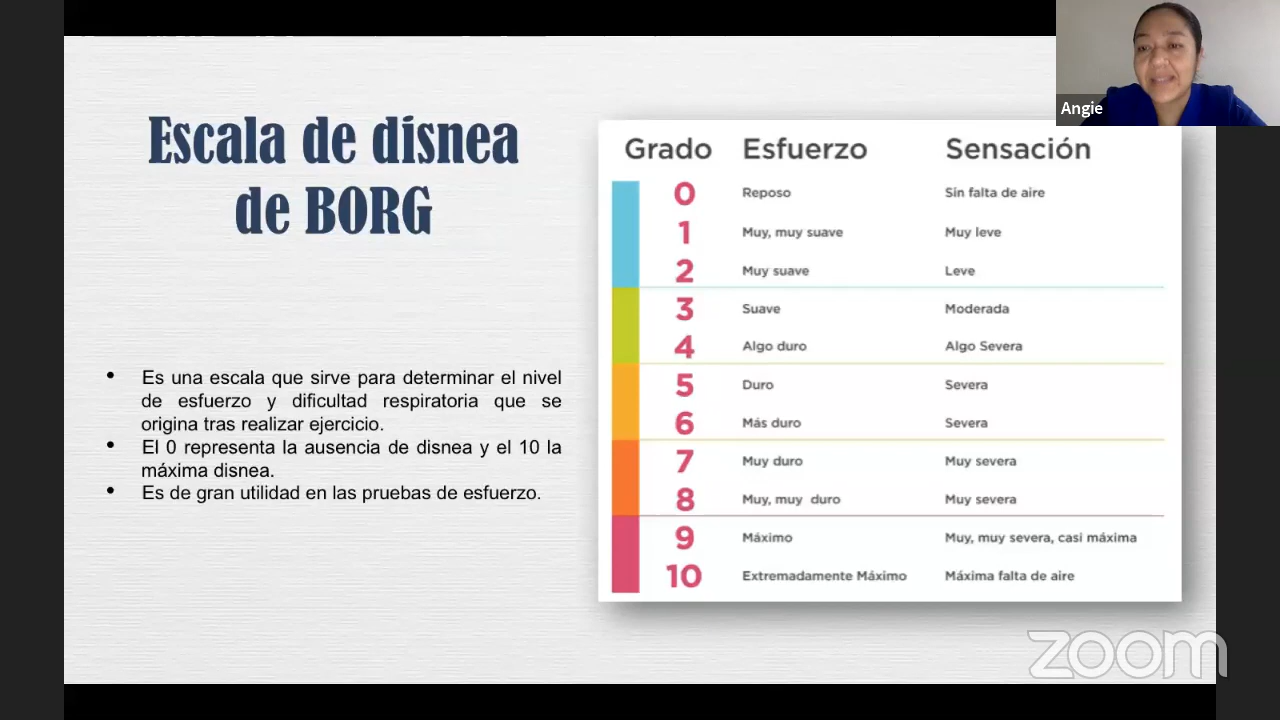 Escala de disnea
de BORG
• Es una escala que sirve para determinar el nivel
de esfuerzo y dificultad respiratoria que se
origina tras realizar ejercicio.
• El 0 representa la ausencia de disnea y el 10 la
máxima disnea.
• Es de gran utilidad en las pruebas de esfuerzo.
Grado Esfuerzo Sensación
0 Reposo Sin falta de aire
1 Muy, muy suave Muy leve
2 Muy suave Leve
3 Suave Moderada
4 Algo duro Algo Severa
5 Duro Severa
6 Más duro Severa
7 Muy duro Muy severa
8 Muy, muy duro Muy severa
9 Máximo Muy, muy severa, casi máxima
10 Extremadamente Máximo Máxima falta de aire
Angie
zoom